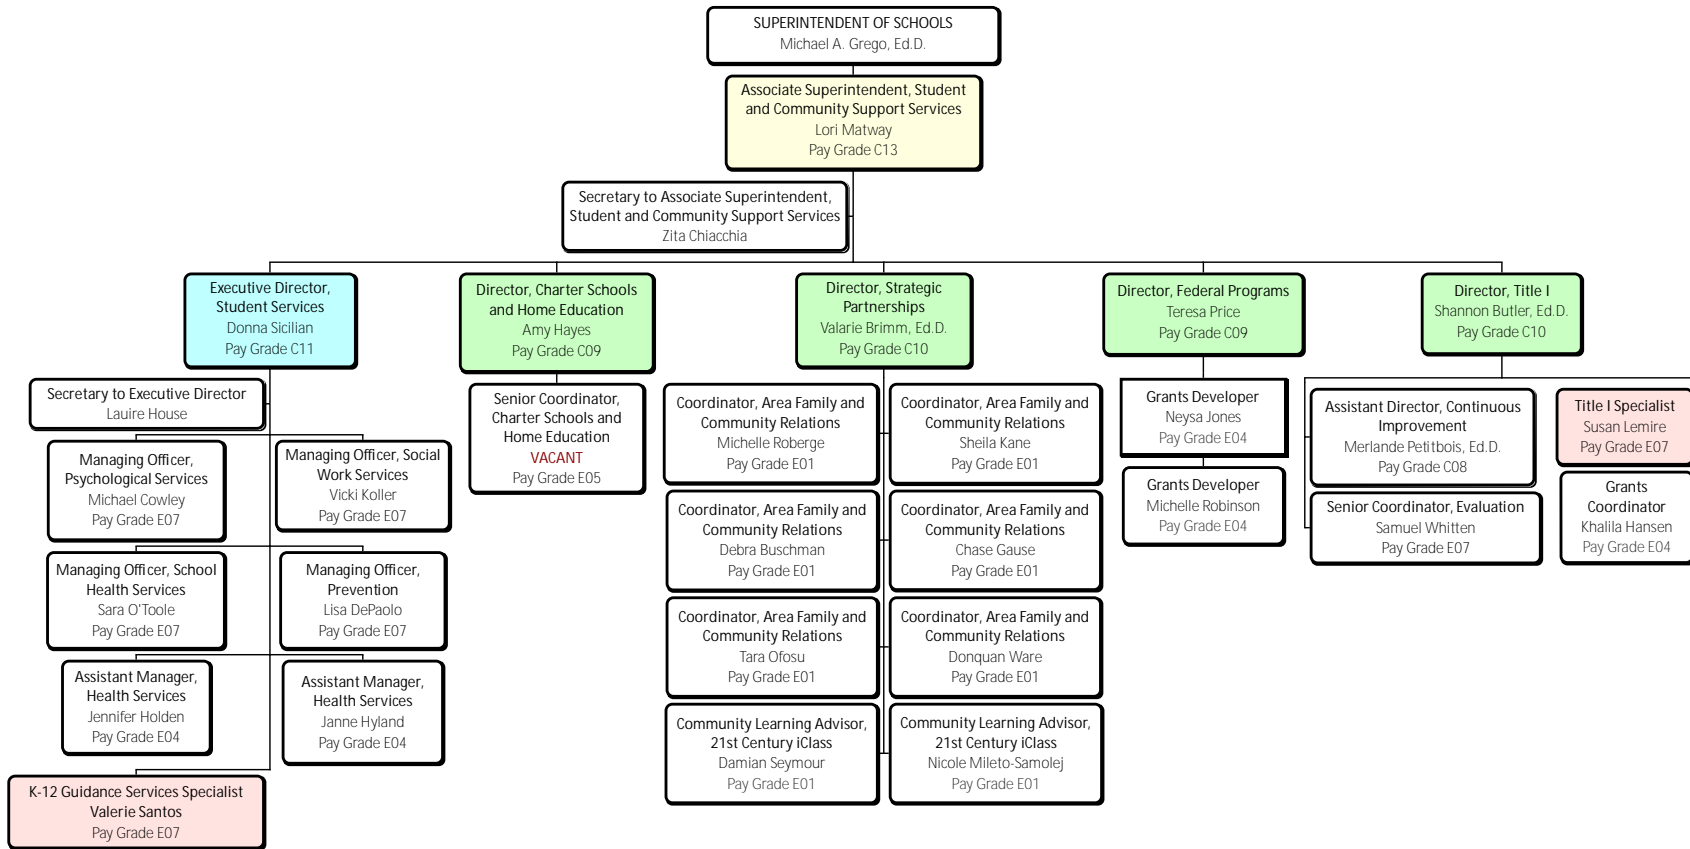 SUPERINTENDENT OF SCHOOLS
Michael A. Grego, Ed.D.
Associate Superintendent, Student
and Community Support Services
Lori Matway
Pay Grade C13
Secretary to Associate Superintendent,
Student and Community Support Services
Zita Chiacchia
Executive Director,
Student Services
Donna Sicilian
Pay Grade C11
Director, Charter Schools
and Home Education
Amy Hayes
Pay Grade C09
Director, Strategic
Partnerships
Valarie Brimm, Ed.D.
Pay Grade C10
Director, Federal Programs
Teresa Price
Pay Grade C09
Director, Title I
Shannon Butler, Ed.D.
Pay Grade C10
Secretary to Executive Director
Lauire House
Managing Officer,
Psychological Services
Michael Cowley
Pay Grade E07
Managing Officer, Social
Work Services
Vicki Koller
Pay Grade E07
Managing Officer, School
Health Services
Sara O'Toole
Pay Grade E07
Managing Officer,
Prevention
Lisa DePaolo
Pay Grade E07
Assistant Manager,
Health Services
Jennifer Holden
Pay Grade E04
Assistant Manager,
Health Services
Janne Hyland
Pay Grade E04
K-12 Guidance Services Specialist
Valerie Santos
Pay Grade E07
Senior Coordinator,
Charter Schools and
Home Education
VACANT
Pay Grade E05
Coordinator, Area Family and
Community Relations
Michelle Roberge
Pay Grade E01
Coordinator, Area Family and
Community Relations
Sheila Kane
Pay Grade E01
Coordinator, Area Family and
Community Relations
Debra Buschman
Pay Grade E01
Coordinator, Area Family and
Community Relations
Chase Gause
Pay Grade E01
Coordinator, Area Family and
Community Relations
Tara Ofosu
Pay Grade E01
Coordinator, Area Family and
Community Relations
Donquan Ware
Pay Grade E01
Community Learning Advisor,
21st Century iClass
Damian Seymour
Pay Grade E01
Community Learning Advisor,
21st Century iClass
Nicole Mileto-Samolej
Pay Grade E01
Grants Developer
Neysa Jones
Pay Grade E04
Grants Developer
Michelle Robinson
Pay Grade E04
Assistant Director, Continuous
Improvement
Merlande Petitbois, Ed.D.
Pay Grade C08
Senior Coordinator, Evaluation
Samuel Whitten
Pay Grade E07
Title I Specialist
Susan Lemire
Pay Grade E07
Grants
Coordinator
Khalila Hansen
Pay Grade E04